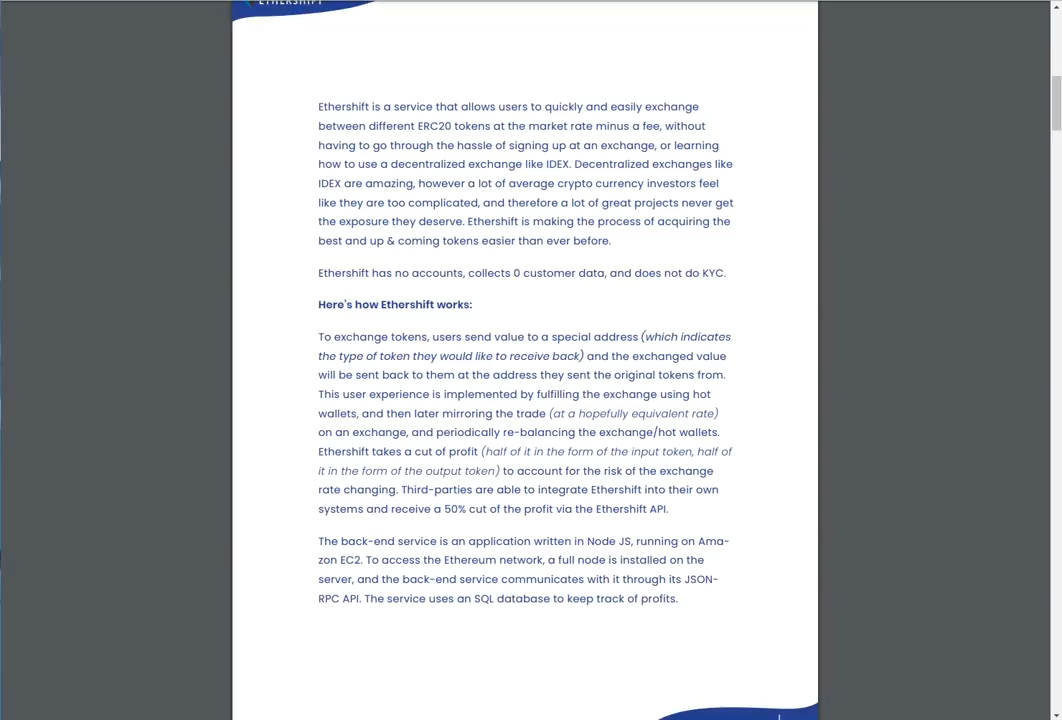 ETHERSHIFT
Ethershift is a service that allows users to quickly and easily exchange
between different ERC20 tokens at the market rate minus a fee, without
having to go through the hassle of signing up at an exchange, or learning
how to use a decentralized exchange like IDEX. Decentralized exchanges like
IDEX are amazing, however a lot of average crypto currency investors feel
like they are too complicated, and therefore a lot of great projects never get
the exposure they deserve. Ethershift is making the process of acquiring the
best and up & coming tokens easier than ever before.
Ethershift has no accounts, collects 0 customer data, and does not do KYC.
Here's how Ethershift works:
To exchange tokens, users send value to a special address (which indicates
the type of token they would like to receive back) and the exchanged value
will be sent back to them at the address they sent the original tokens from.
This user experience is implemented by fulfilling the exchange using hot
wallets, and then later mirroring the trade (at a hopefully equivalent rate)
on an exchange, and periodically re-balancing the exchange/hot wallets.
Ethershift takes a cut of profit (half of it in the form of the input token, half of
it in the form of the output token) to account for the risk of the exchange
rate changing. Third-parties are able to integrate Ethershift into their own
systems and receive a 50% cut of the profit via the Ethershift API.
The back-end service is an application written in Node JS, running on Ama-
zon EC2. To access the Ethereum network, a full node is installed on the
server, and the back-end service communicates with it through its JSON-
RPC API. The service uses an SQL database to keep track of profits.